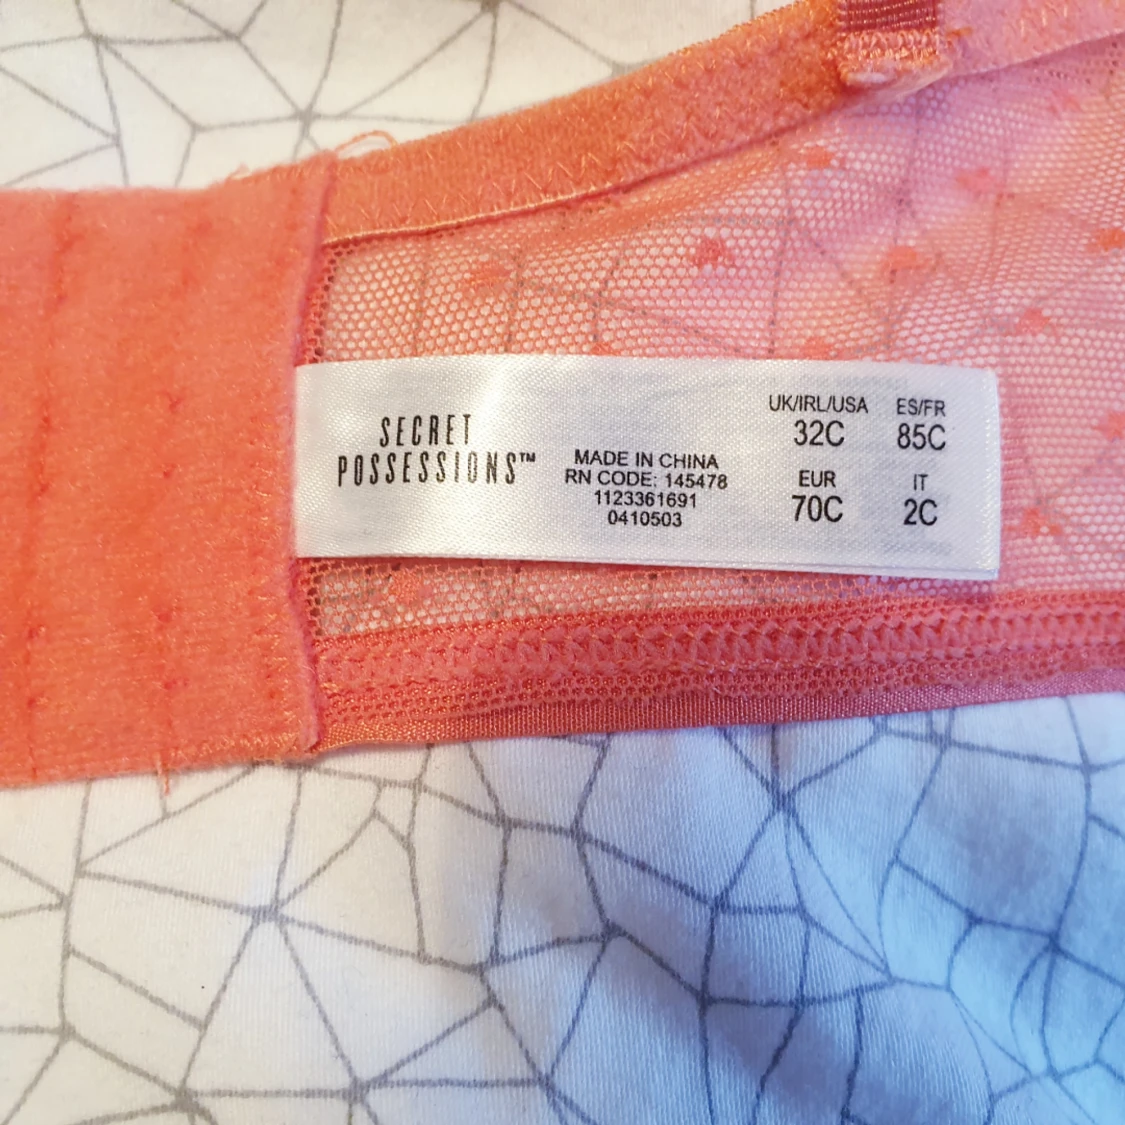 SECRET
POSSESSIONS™
MADE IN CHINA
RN CODE: 145478
1123361691
0410503
UK/IRL/USA ES/FR
32C 85C
EUR IT
70C 2C